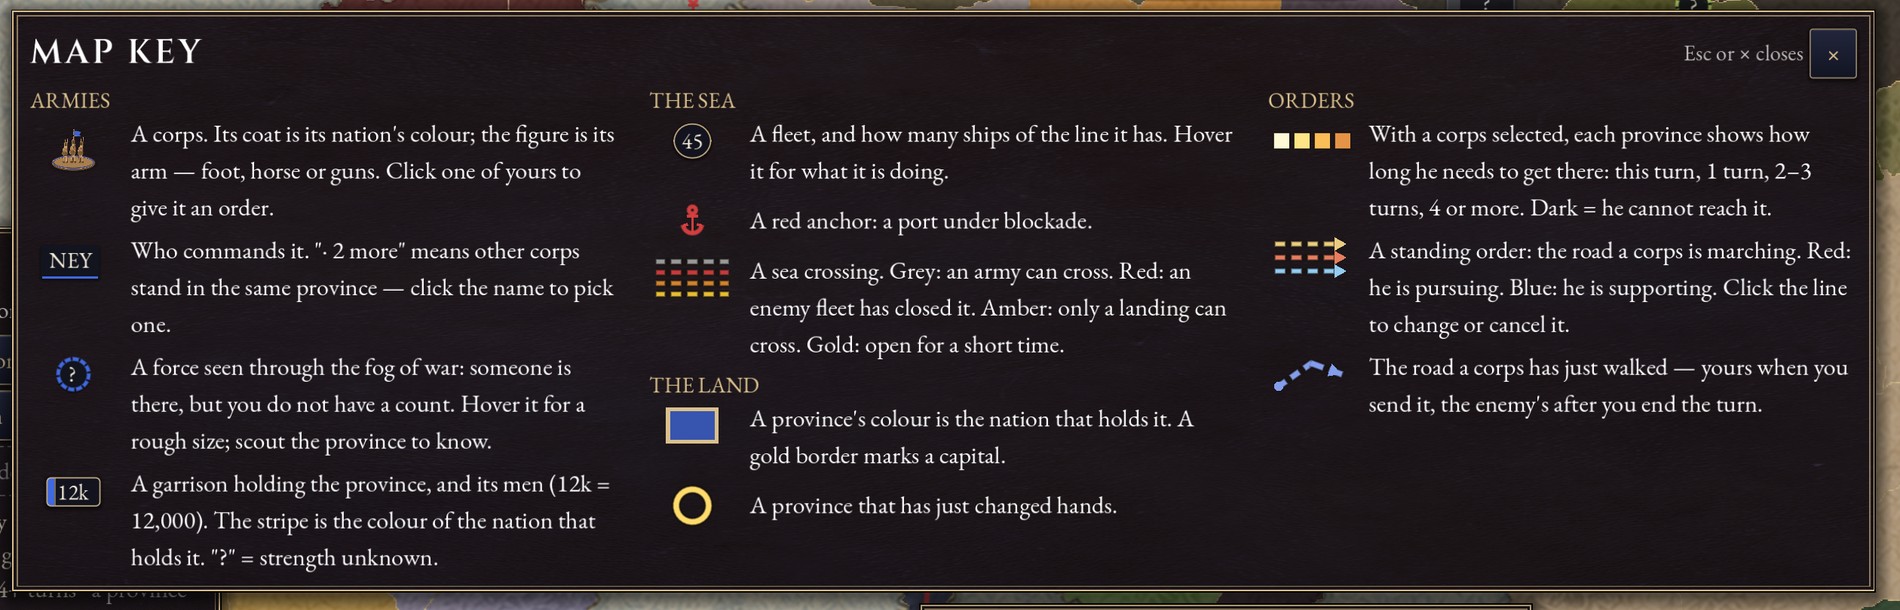 MAP KEY
Esc or × closes
×
ARMIES
A corps. Its coat is its nation's colour; the figure is its
arm — foot, horse or guns. Click one of yours to
give it an order.
NEY
Who commands it. "· 2 more" means other corps
stand in the same province — click the name to pick
one.
?
A force seen through the fog of war: someone is
there, but you do not have a count. Hover it for a
rough size; scout the province to know.
12k
A garrison holding the province, and its men (12k =
12,000). The stripe is the colour of the nation that
holds it. "?" = strength unknown.
THE SEA
45
A fleet, and how many ships of the line it has. Hover
it for what it is doing.
A red anchor: a port under blockade.
A sea crossing. Grey: an army can cross. Red: an
enemy fleet has closed it. Amber: only a landing can
cross. Gold: open for a short time.
THE LAND
A province's colour is the nation that holds it. A
gold border marks a capital.
A province that has just changed hands.
ORDERS
With a corps selected, each province shows how
long he needs to get there: this turn, 1 turn, 2–3
turns, 4 or more. Dark = he cannot reach it.
A standing order: the road a corps is marching. Red:
he is pursuing. Blue: he is supporting. Click the line
to change or cancel it.
The road a corps has just walked — yours when you
send it, the enemy's after you end the turn.